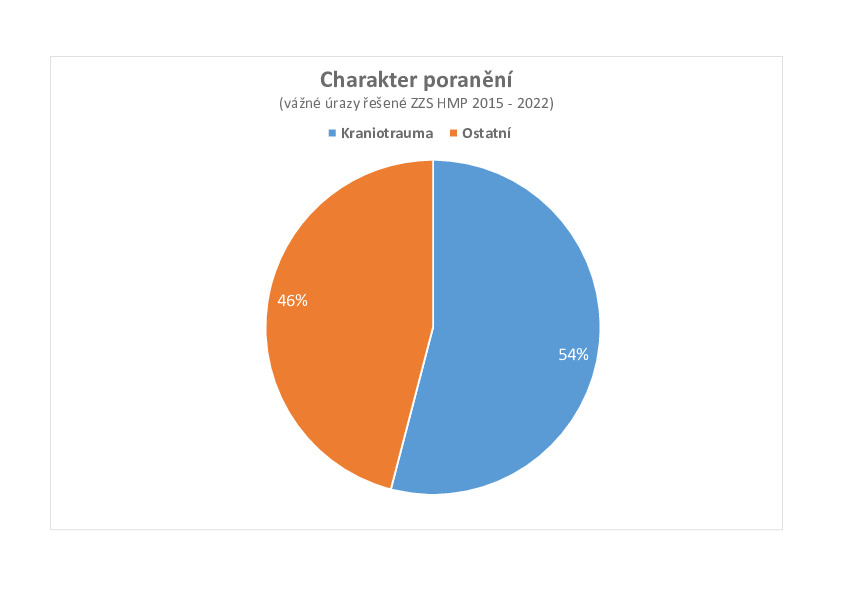 Charakter poranění
(vážné úrazy řešené ZZS HMP 2015 - 2022)
Kraniotrauma Ostatní
46%
54%